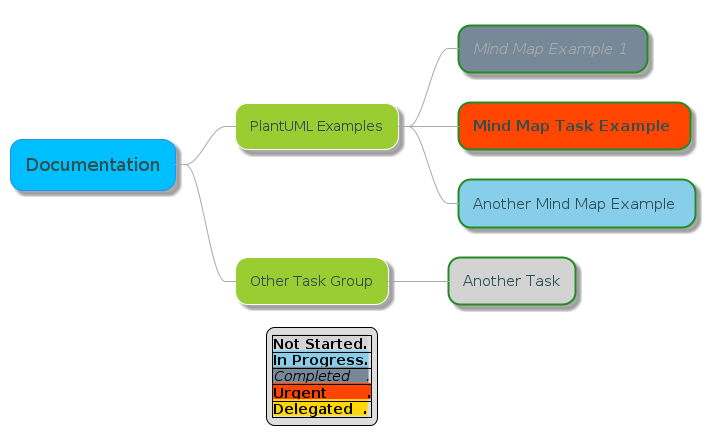 Mind Map Example 1
PlantUML Examples
Mind Map Task Example
Documentation
Another Mind Map Example
Other Task Group
Another Task
Not Started.
In Progress.
Completed .
Urgent .
Delegated .